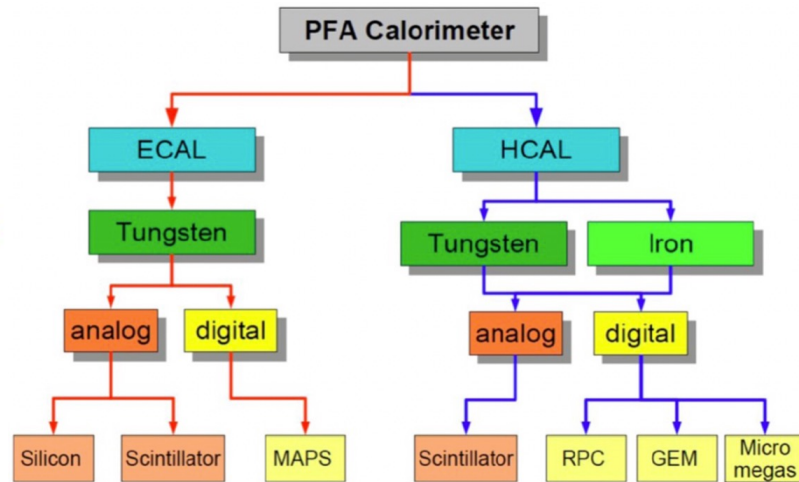 PFA Calorimeter
ECAL
HCAL
Tungsten
Tungsten
Iron
analog
digital
analog
digital
Silicon
Scintillator
MAPS
Scintillator
RPC
GEM
Micro
megas